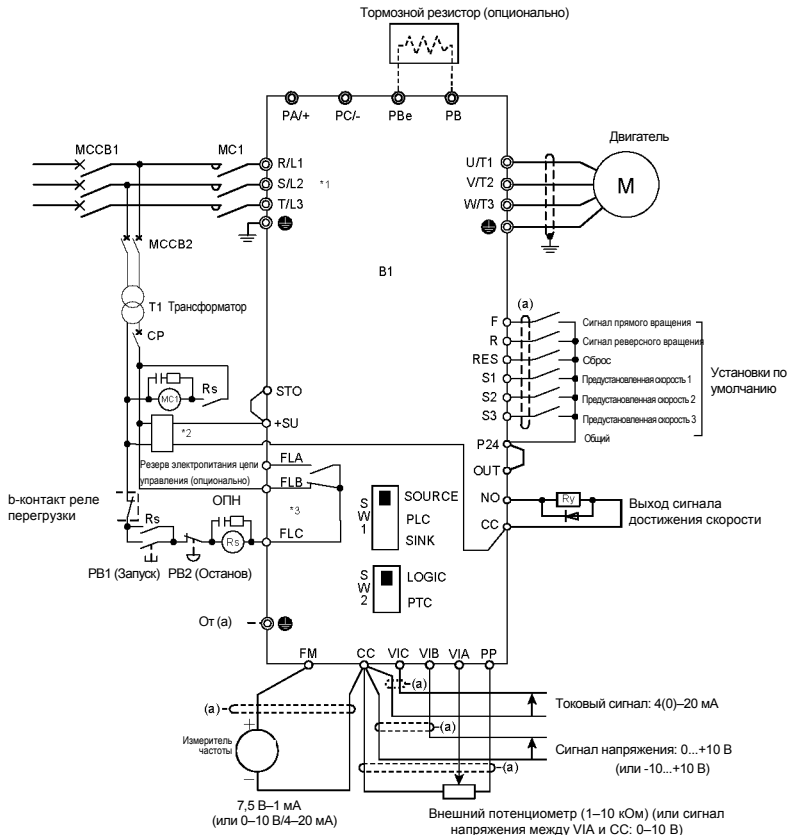 Тормозной резистор (опционально)
PA/+ PC/- PBe PB
MCCB1 MC1
R/L1
S/L2 *1
T/L3
U/T1
V/T2
W/T3
Двигатель
M
MCCB2
B1
T1 Трансформатор
CP
MC1
Rs
(a)
F Сигнал прямого вращения
R Сигнал реверсного вращения
RES Сброс
S1 Предустановленная скорость 1
S2 Предустановленная скорость 2
S3 Предустановленная скорость 3
P24 Общий
Установки по
умолчанию
STO
+SU
*2
OUT
FLA
Резерв электропитания цепи
управления (опционально)
FLB
*3
FLC
b-контакт реле
перегрузки
ОПН
Rs
Rs
PB1 (Запуск) PB2 (Останов)
SW1
SOURCE
PLC
SINK
SW2
LOGIC
PTC
NO
CC
Ry
Выход сигнала
достижения скорости
От (a)
FM CC VIC VIB VIA PP
(a)
(a)
(a)
(a)
+
Измеритель
частоты
−
7,5 В–1 мА
(или 0–10 В/4–20 мА)
Токовый сигнал: 4(0)–20 мА
Сигнал напряжения: 0...+10 В
(или -10...+10 В)
Внешний потенциометр (1–10 кОм) (или сигнал
напряжения между VIA и CC: 0–10 В)